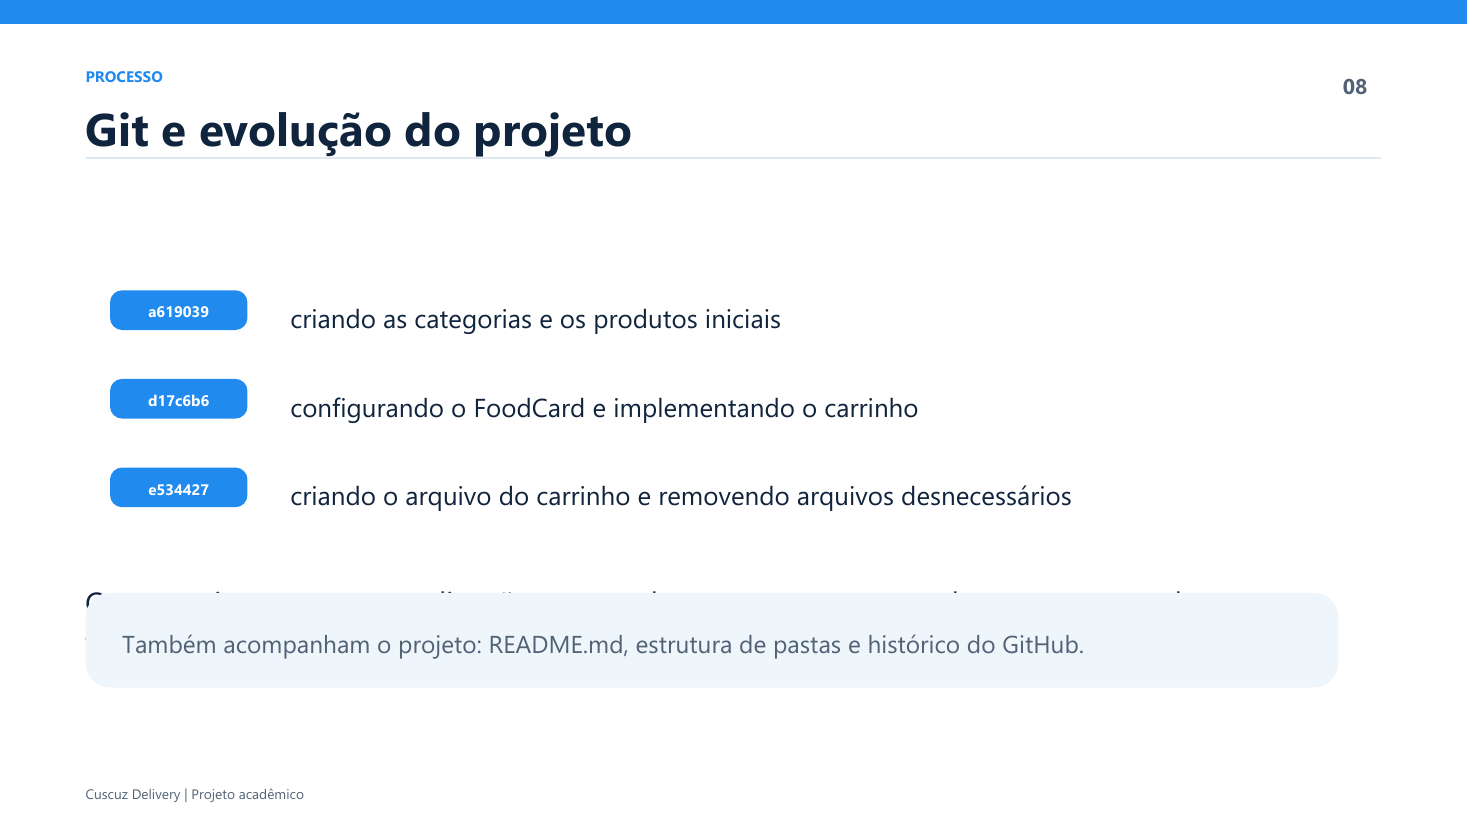 PROCESSO
08
Git e evolução do projeto
a619039
criando as categorias e os produtos iniciais
d17c6b6
configurando o FoodCard e implementando o carrinho
e534427
criando o arquivo do carrinho e removendo arquivos desnecessários
Também acompanham o projeto: README.md, estrutura de pastas e histórico do GitHub.
Cuscuz Delivery | Projeto acadêmico